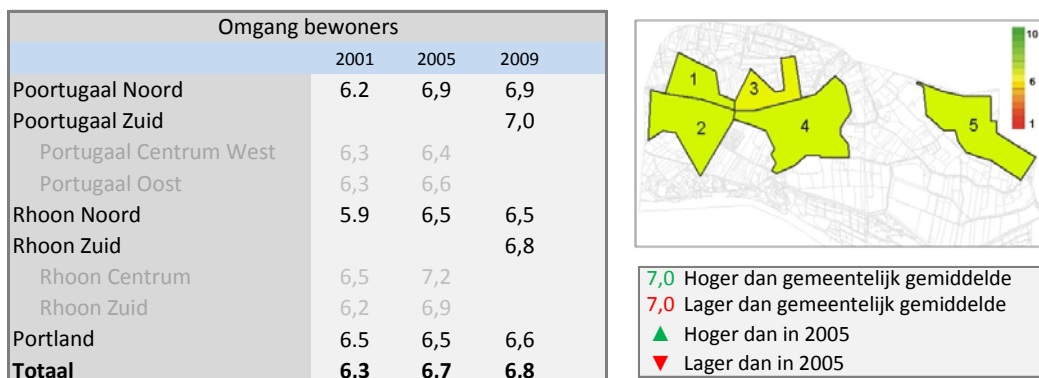 Omgang bewoners
2001 2005 2009
Poortugaal Noord 6.2 6,9 6,9
Poortugaal Zuid 7,0
Portugaal Centrum West 6,3 6,4
Portugaal Oost 6,3 6,6
Rhoon Noord 5.9 6,5 6,5
Rhoon Zuid 6,8
Rhoon Centrum 6,5 7,2
Rhoon Zuid 6,2 6,9
Portland 6.5 6,5 6,6
Totaal 6.3 6.7 6.8
1
2
3
4
5
10
6
1
7,0 Hoger dan gemeentelijk gemiddelde
7,0 Lager dan gemeentelijk gemiddelde
▲ Hoger dan in 2005
▼ Lager dan in 2005